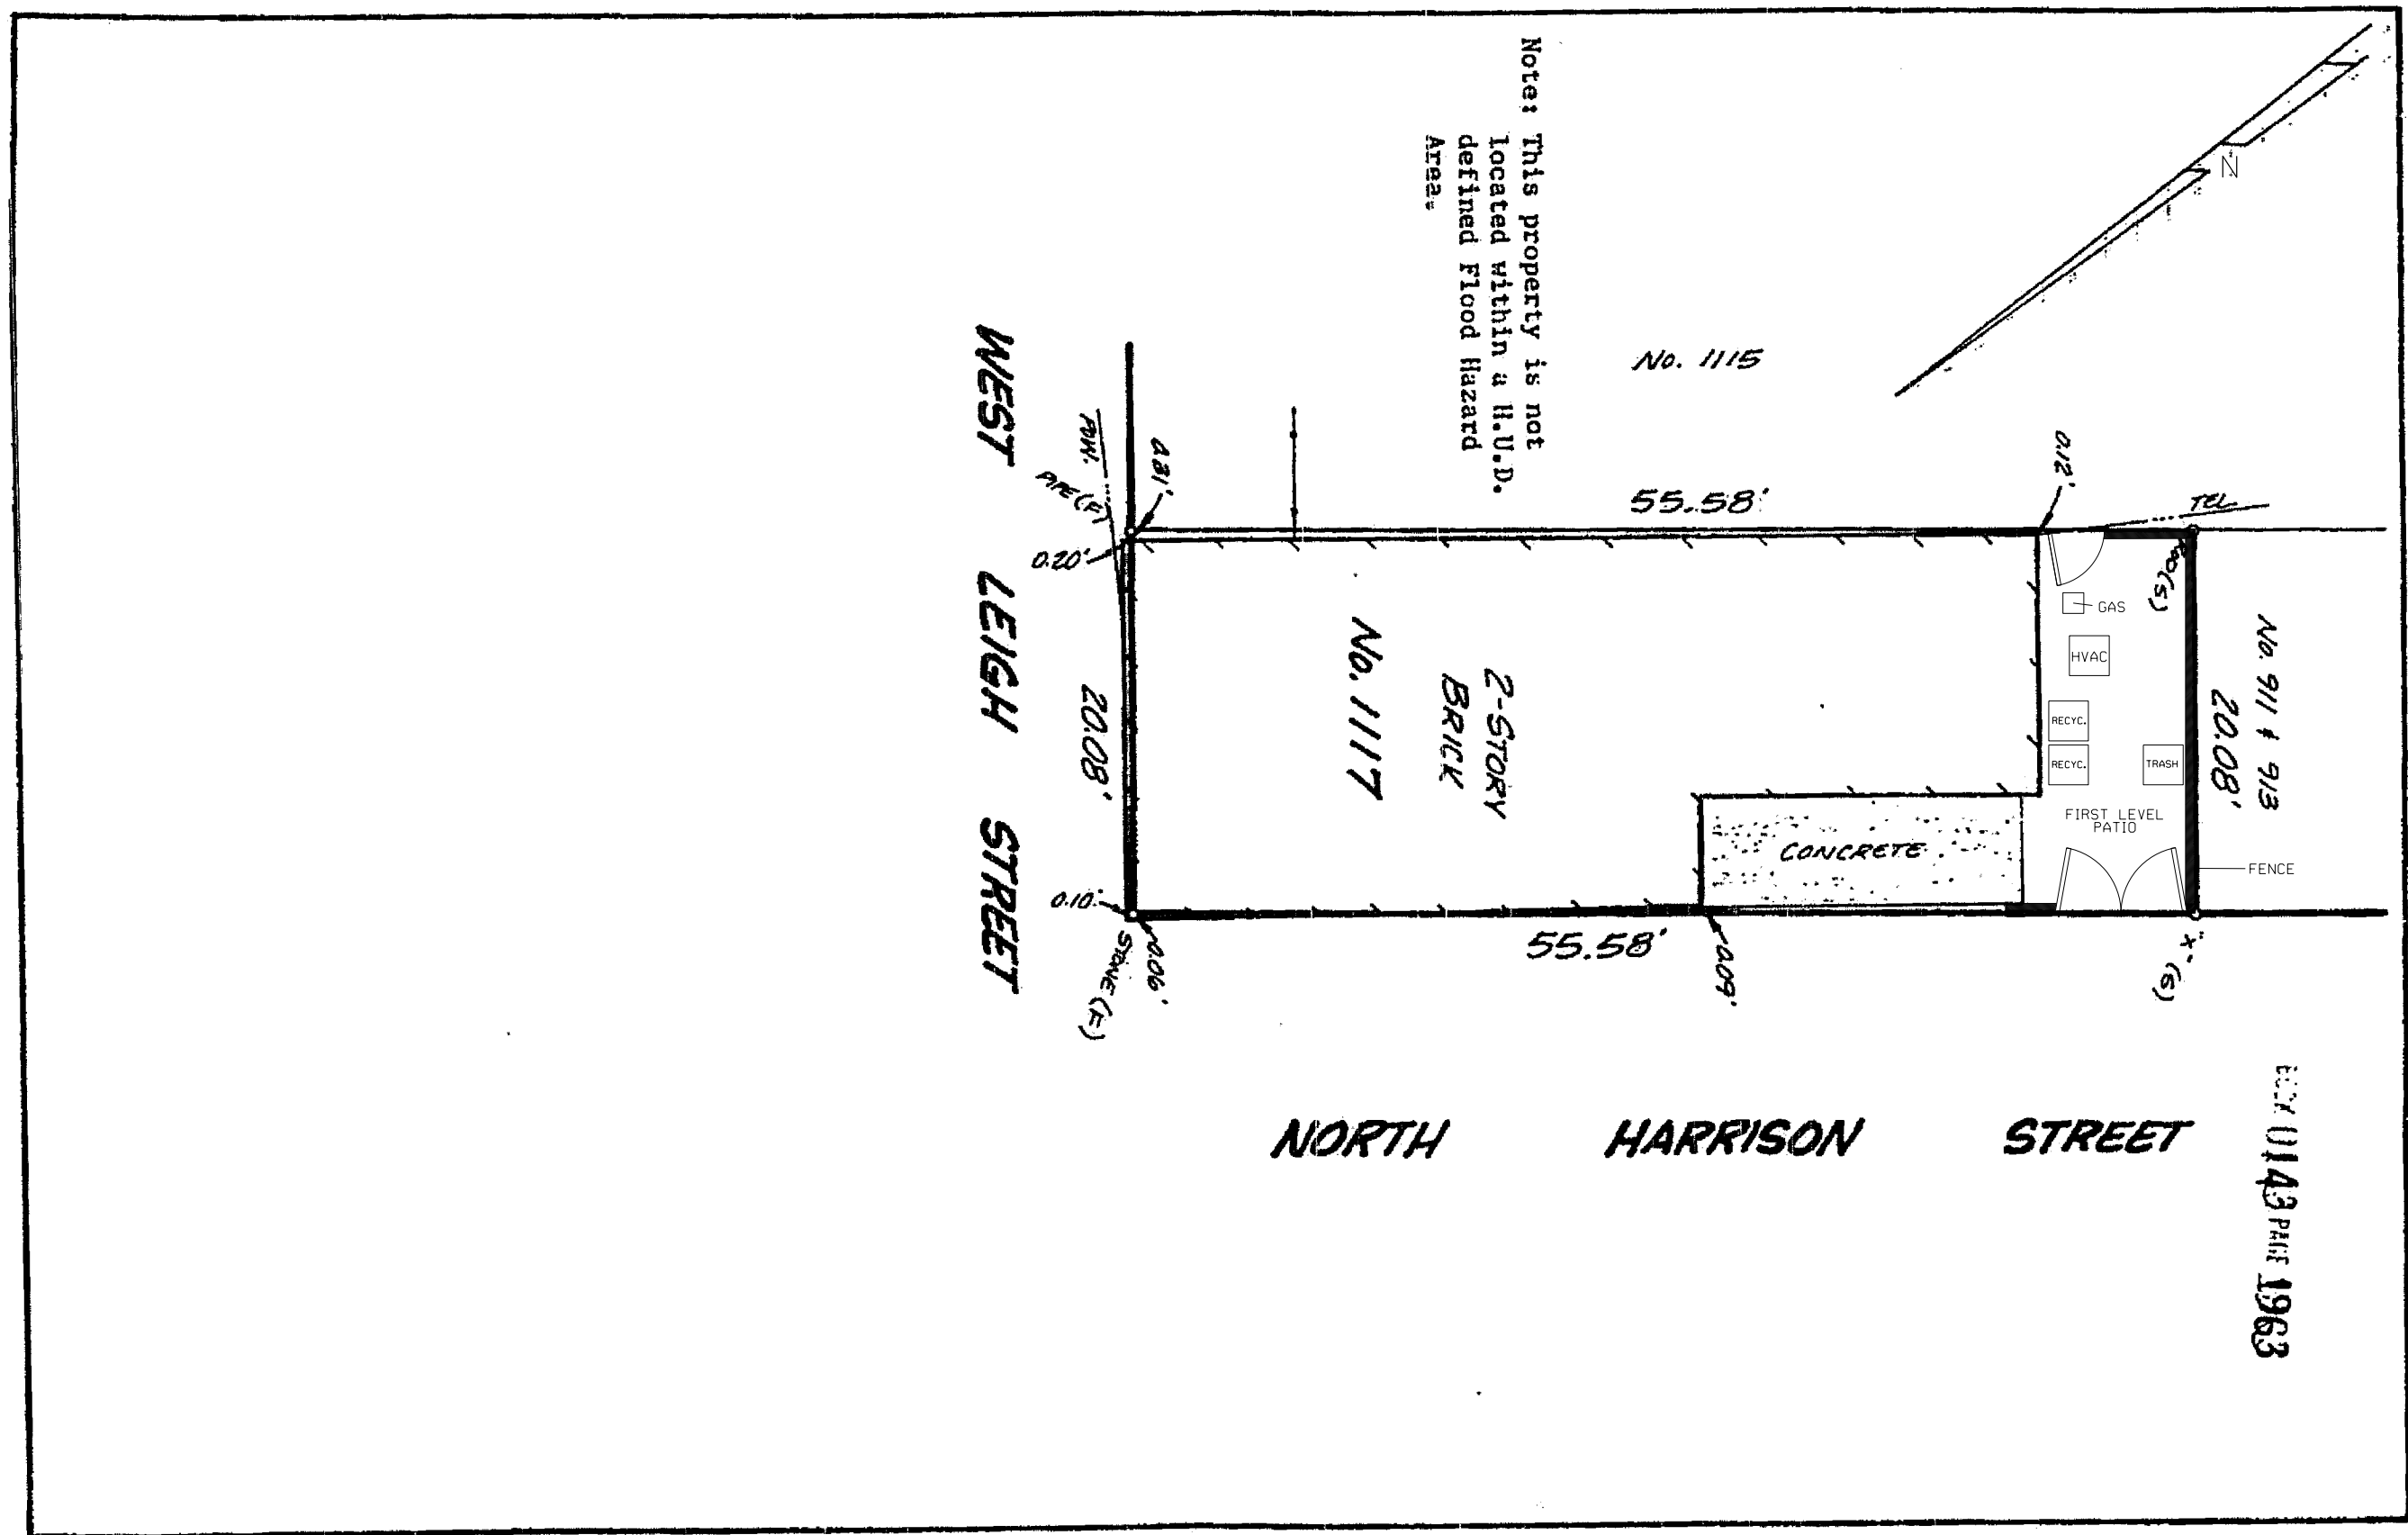 Note: This property is not
located within a H.U.D.
defined Flood Hazard
Area.
N
No. 1115
55.58'
0.12'
TEL
0.81'
POW.
PIPE (S)
0.20'
WEST LEIGH STREET
20.08'
0.10'
STONE (F)
0.06'
No. 1117
2-STORY
BRICK
ROD (S)
GAS
HVAC
RECYC.
RECYC.
TRASH
FIRST LEVEL
PATIO
FENCE
CONCRETE
No. 911 & 913
20.08'
55.58'
0.09'
"X" (S)
NORTH HARRISON STREET
PAGE 1963